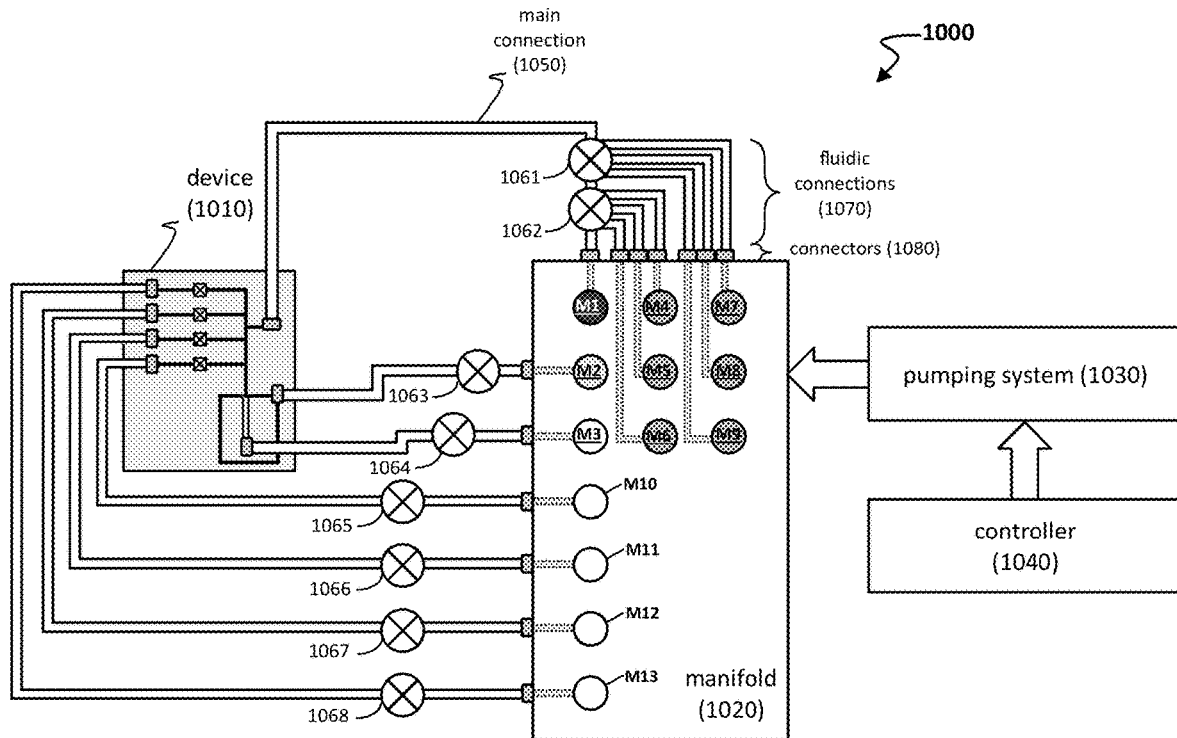 main
connection
(1050)
1000
1061
fluidic
connections
(1070)
device
(1010)
1062
connectors (1080)
M1
M4
M7
M2
M5
M8
pumping system (1030)
1063
M3
M6
M9
1064
M10
1065
controller
(1040)
M11
1066
M12
1067
M13
manifold
(1020)
1068